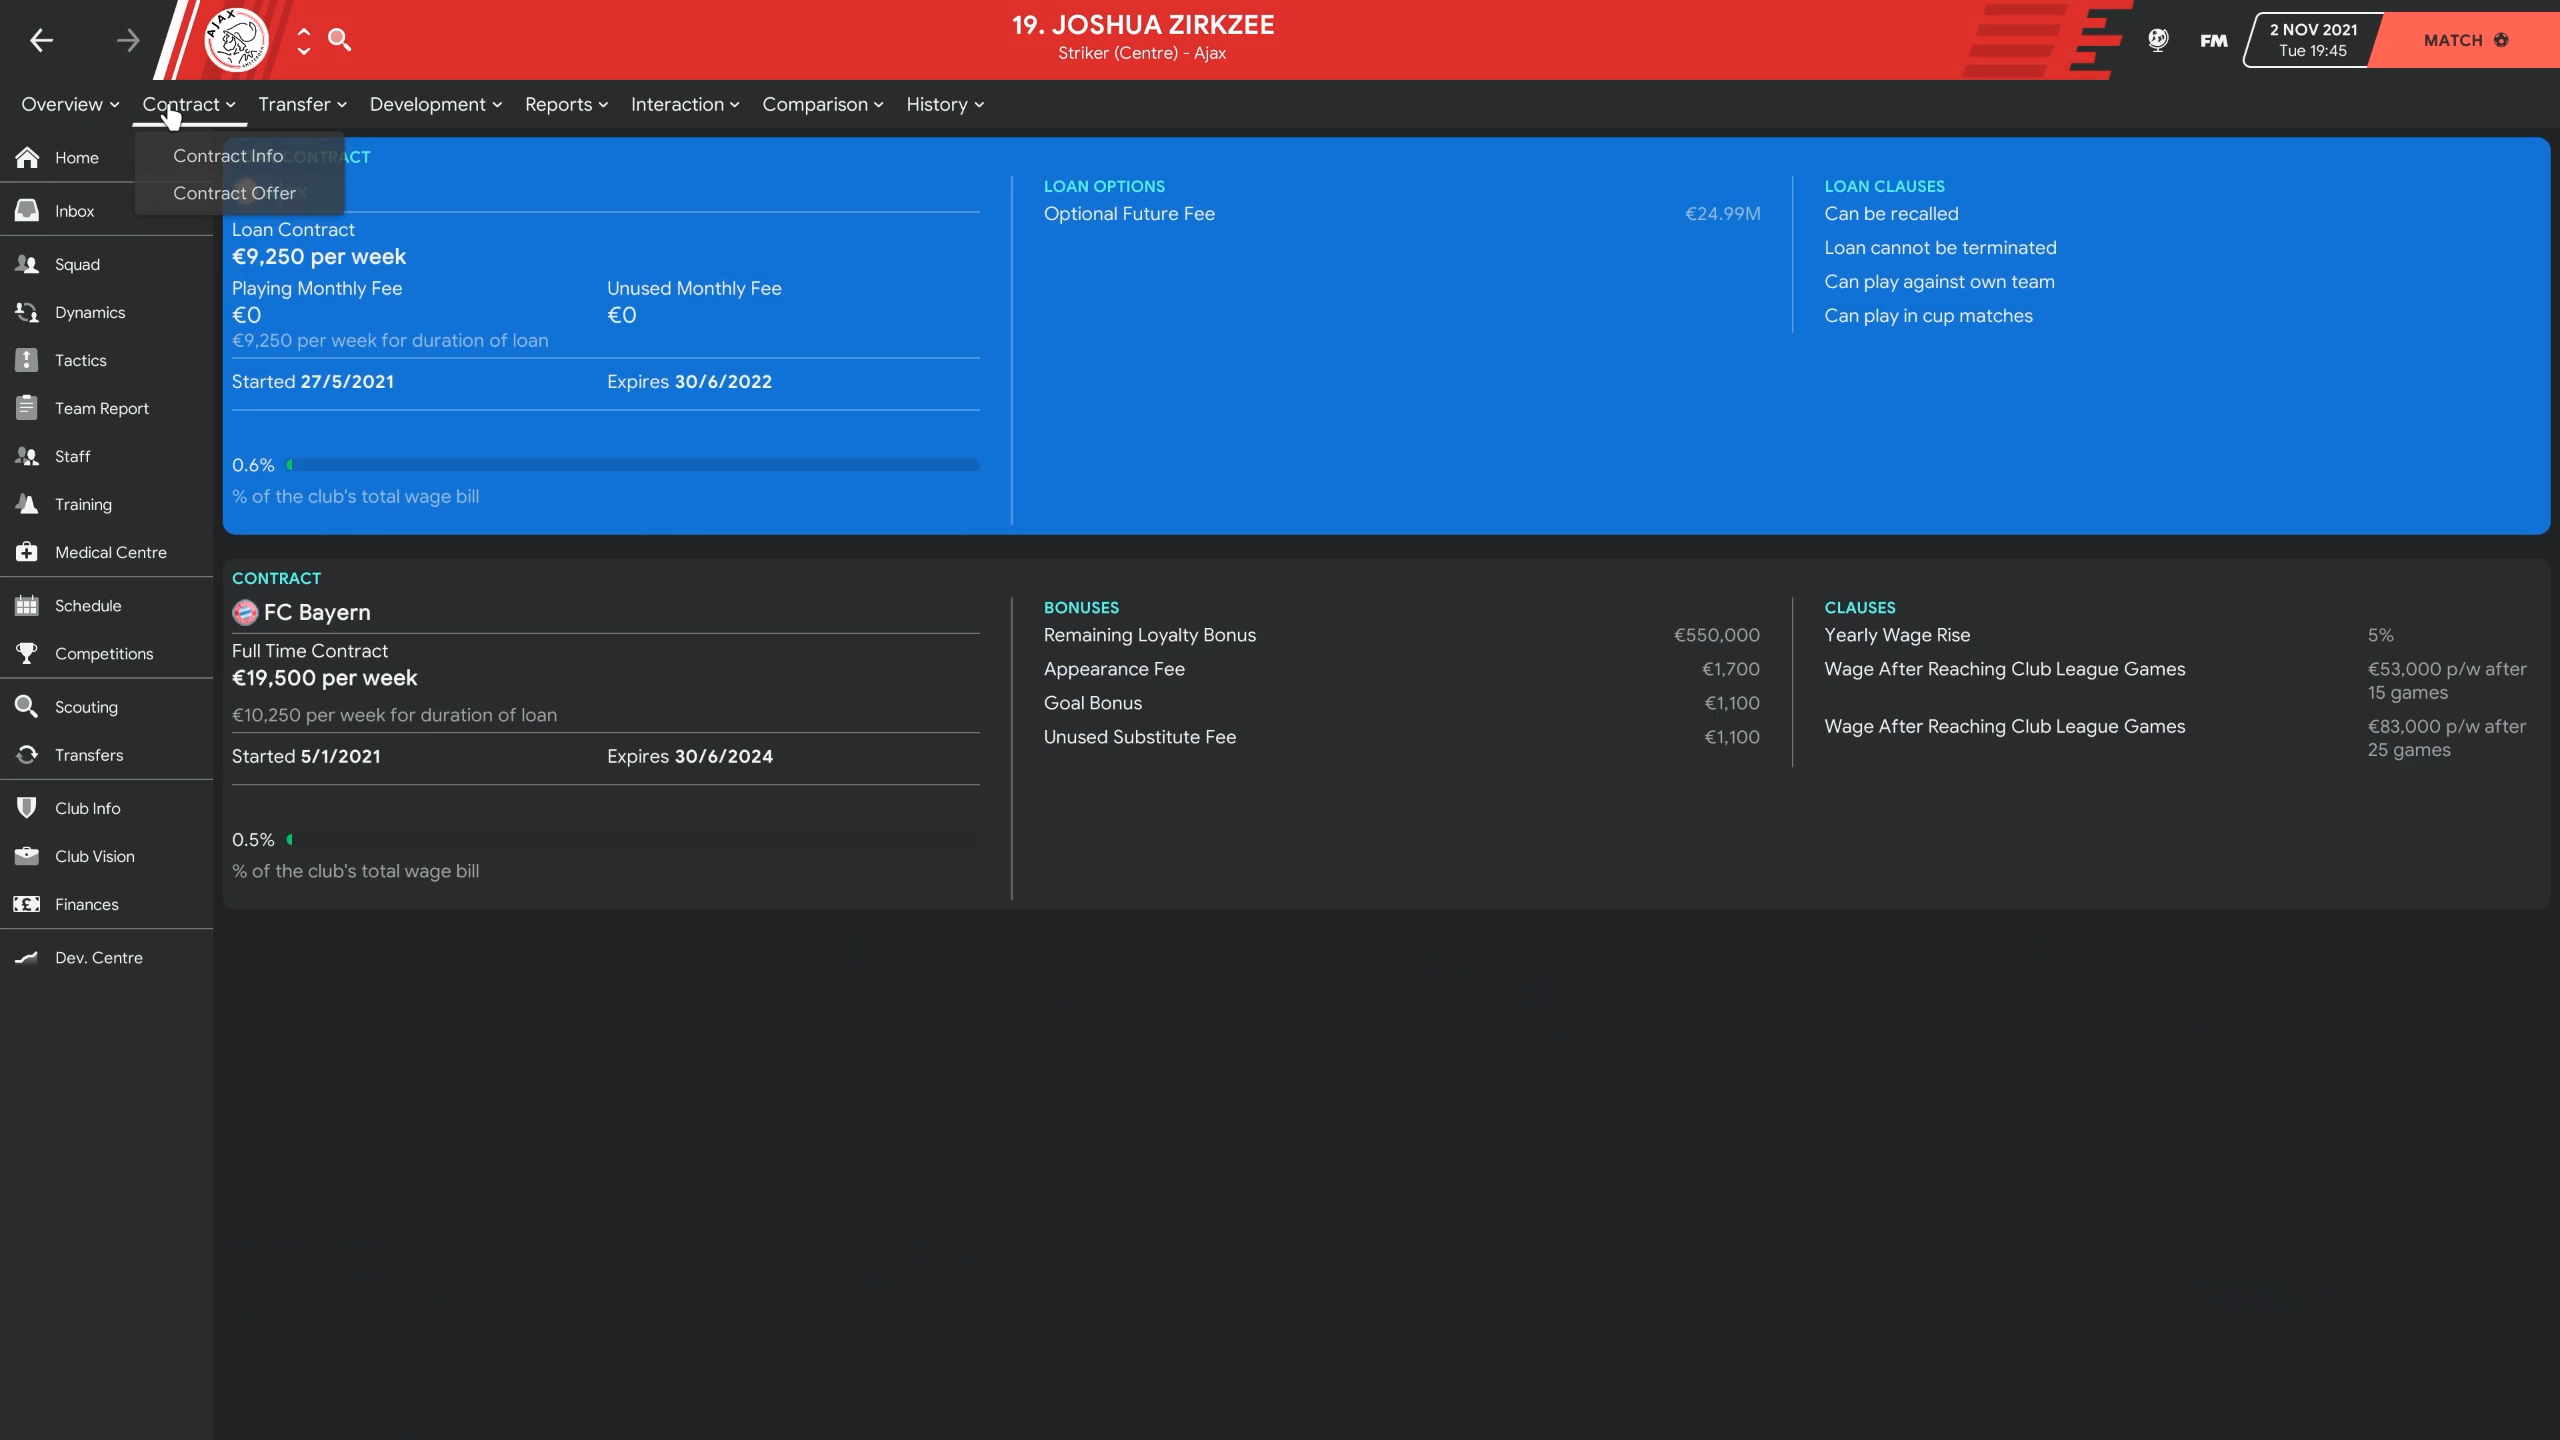 AJAX
19. JOSHUA ZIRKZEE
Striker (Centre) - Ajax
FM
2 NOV 2021
Tue 19:45
MATCH
Overview
Contract
Transfer
Development
Reports
Interaction
Comparison
History
Contract Info
Contract Offer
CONTRACT
Home
Inbox
Squad
Dynamics
Tactics
Team Report
Staff
Training
Medical Centre
Schedule
Competitions
Scouting
Transfers
Club Info
Club Vision
Finances
Dev. Centre
Loan Contract
€9,250 per week
Playing Monthly Fee
€0
Unused Monthly Fee
€0
€9,250 per week for duration of loan
Started 27/5/2021
Expires 30/6/2022
0.6%
% of the club's total wage bill
LOAN OPTIONS
Optional Future Fee €24.99M
LOAN CLAUSES
Can be recalled
Loan cannot be terminated
Can play against own team
Can play in cup matches
CONTRACT
FC Bayern
Full Time Contract
€19,500 per week
€10,250 per week for duration of loan
Started 5/1/2021
Expires 30/6/2024
0.5%
% of the club's total wage bill
BONUSES
Remaining Loyalty Bonus €550,000
Appearance Fee €1,700
Goal Bonus €1,100
Unused Substitute Fee €1,100
CLAUSES
Yearly Wage Rise 5%
Wage After Reaching Club League Games €53,000 p/w after
15 games
Wage After Reaching Club League Games €83,000 p/w after
25 games